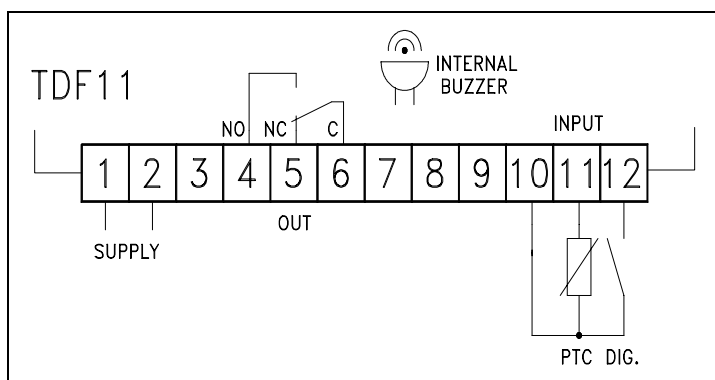 TDF11
INTERNAL
BUZZER
NO NC C
INPUT
1 2 3 4 5 6 7 8 9 10 11 12
OUT
SUPPLY
PTC DIG.